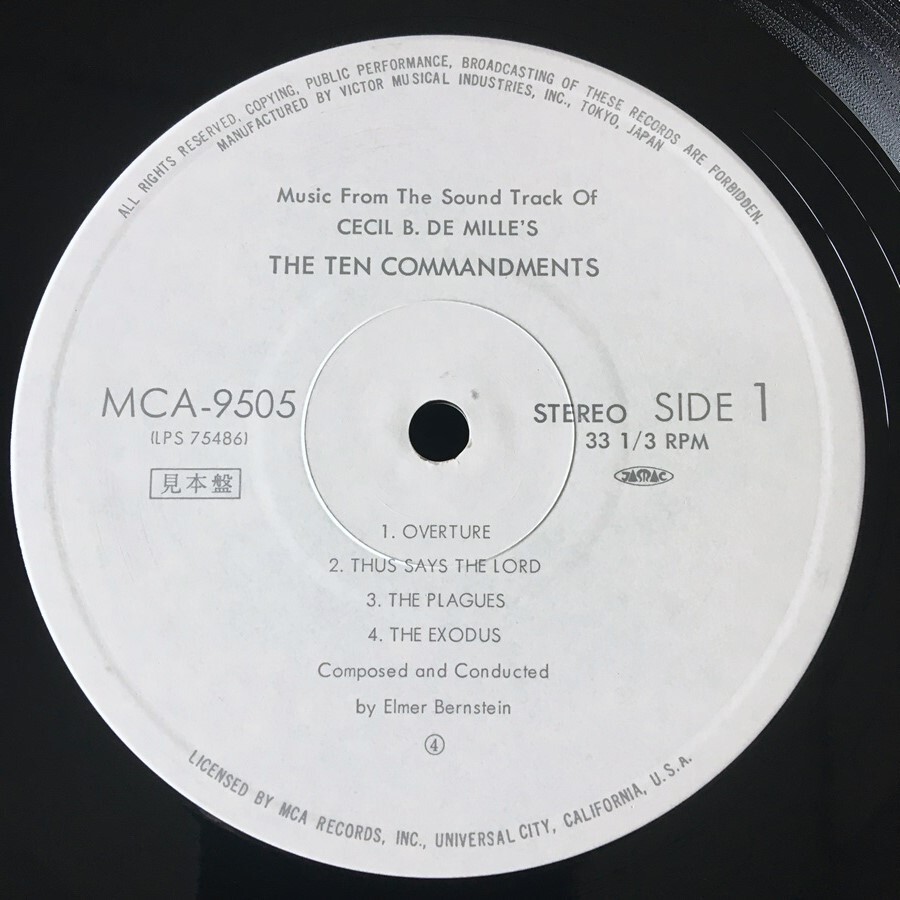 ALL RIGHTS RESERVED, COPYING, PUBLIC PERFORMANCE, BROADCASTING OF THESE RECORDS ARE FORBIDDEN.
MANUFACTURED BY VICTOR MUSICAL INDUSTRIES, INC., TOKYO, JAPAN
Music From The Sound Track Of
CECIL B. DE MILLE'S
THE TEN COMMANDMENTS
MCA-9505
(LPS 75486)
見本盤
STEREO SIDE 1
33 1/3 RPM
JASRAC
1. OVERTURE
2. THUS SAYS THE LORD
3. THE PLAGUES
4. THE EXODUS
Composed and Conducted
by Elmer Bernstein
④
LICENSED BY MCA RECORDS, INC., UNIVERSAL CITY, CALIFORNIA, U.S.A.